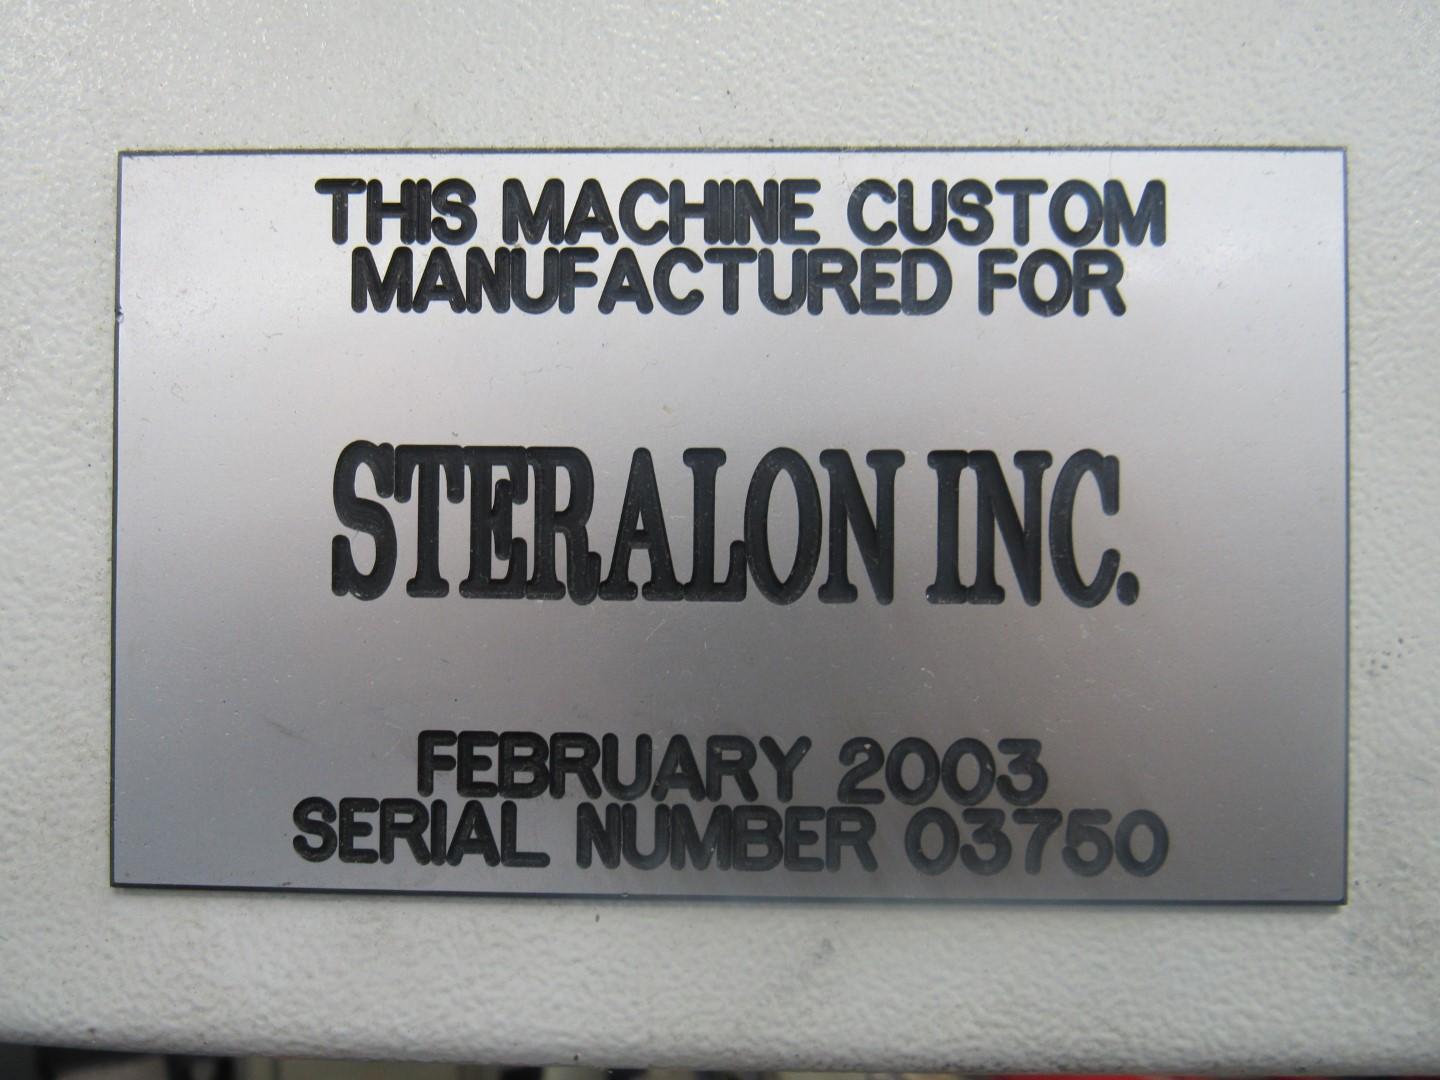 THIS MACHINE CUSTOM
MANUFACTURED FOR
STERALON INC.
FEBRUARY 2003
SERIAL NUMBER 03750